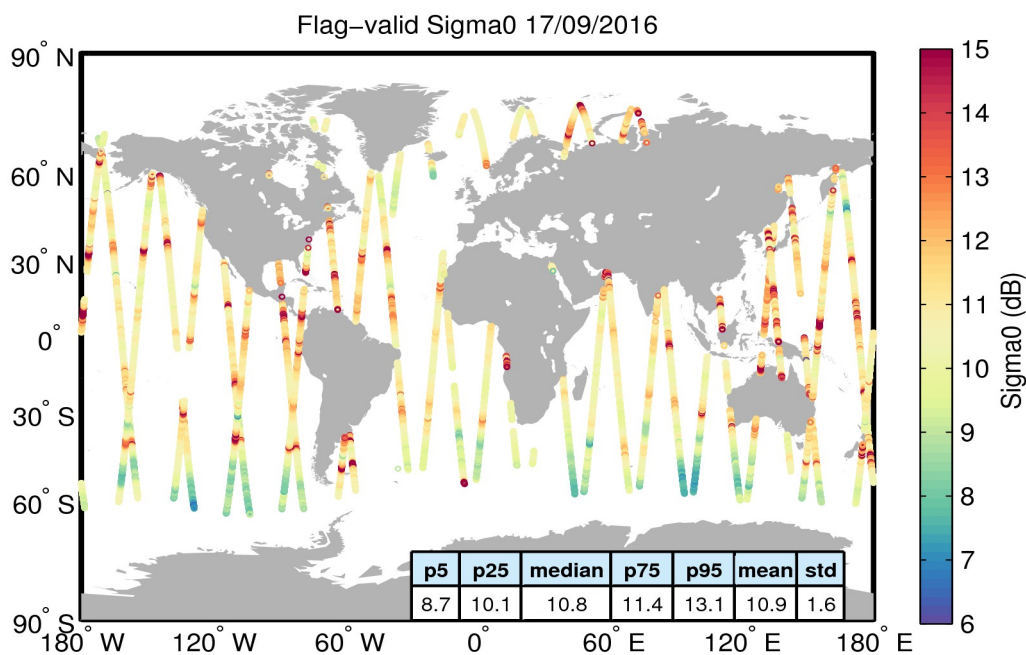 Flag−valid Sigma0 17/09/2016
90° N
60° N
30° N
0°
30° S
60° S
90° S
180° W
120° W
60° W
0°
60° E
120° E
180° E
p5 p25 median p75 p95 mean std
8.7 10.1 10.8 11.4 13.1 10.9 1.6
15
14
13
12
11
10
9
8
7
6
Sigma0 (dB)